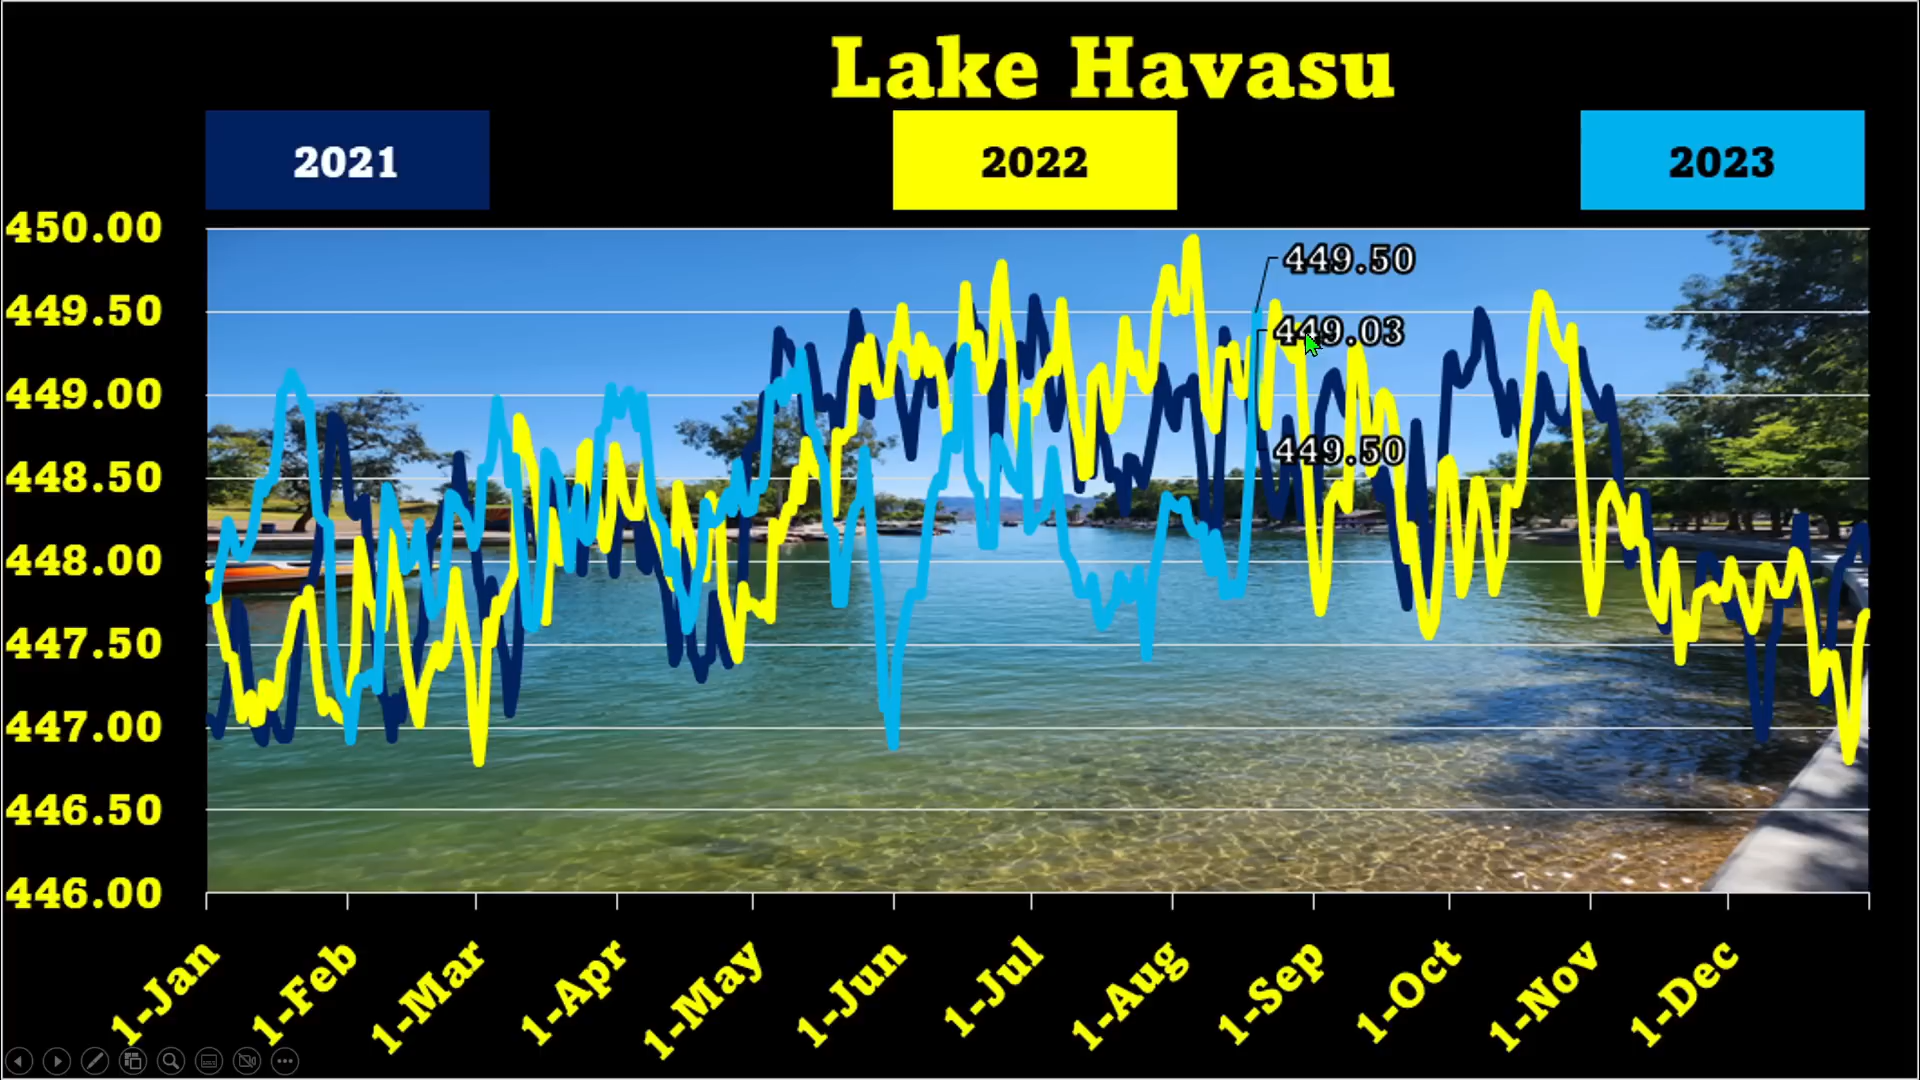 Lake Havasu
2021
2022
2023
450.00
449.50
449.00
448.50
448.00
447.50
447.00
446.50
446.00
449.50
449.03
449.50
1-Jan
1-Feb
1-Mar
1-Apr
1-May
1-Jun
1-Jul
1-Aug
1-Sep
1-Oct
1-Nov
1-Dec